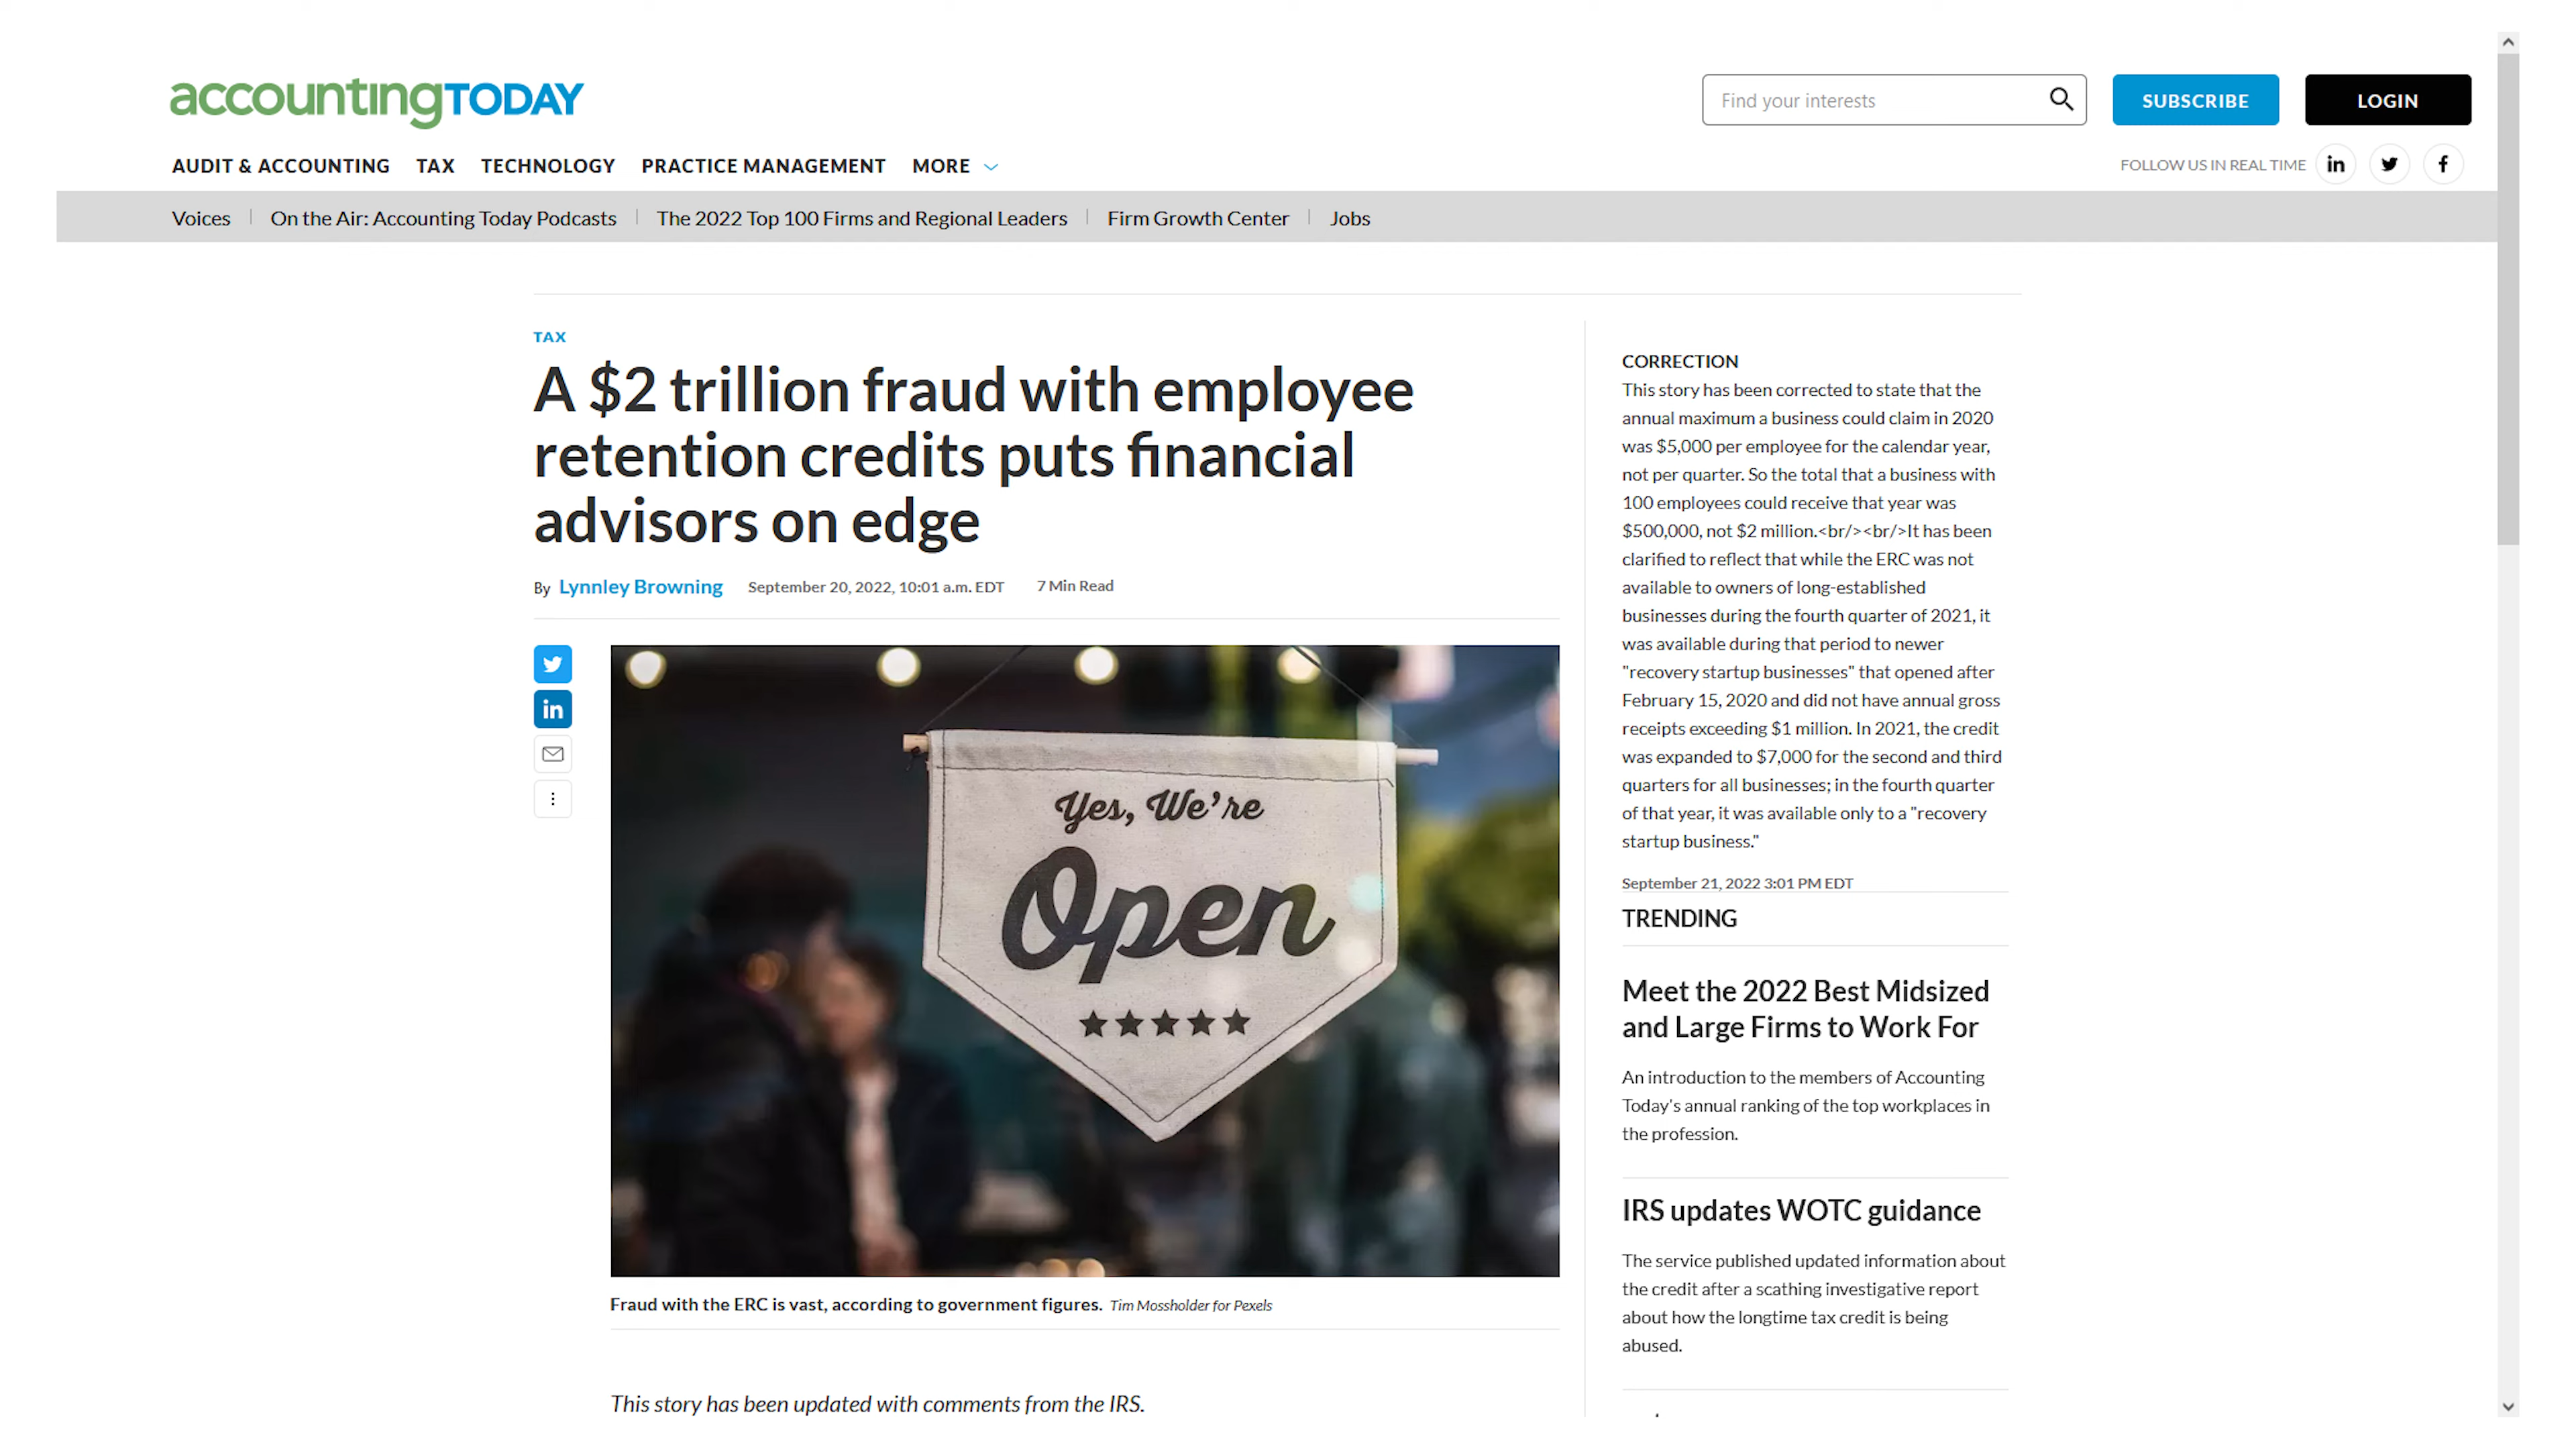 accountingTODAY
Find your interests
SUBSCRIBE
LOGIN
AUDIT & ACCOUNTING TAX TECHNOLOGY PRACTICE MANAGEMENT MORE
FOLLOW US IN REAL TIME
Voices On the Air: Accounting Today Podcasts The 2022 Top 100 Firms and Regional Leaders Firm Growth Center Jobs
TAX
A $2 trillion fraud with employee
retention credits puts financial
advisors on edge
By Lynnley Browning September 20, 2022, 10:01 a.m. EDT 7 Min Read
Yes, We're
Open
Fraud with the ERC is vast, according to government figures. Tim Mossholder for Pexels
This story has been updated with comments from the IRS.
CORRECTION
This story has been corrected to state that the
annual maximum a business could claim in 2020
was $5,000 per employee for the calendar year,
not per quarter. So the total that a business with
100 employees could receive that year was
$500,000, not $2 million.<br/><br/>It has been
clarified to reflect that while the ERC was not
available to owners of long-established
businesses during the fourth quarter of 2021, it
was available during that period to newer
"recovery startup businesses" that opened after
February 15, 2020 and did not have annual gross
receipts exceeding $1 million. In 2021, the credit
was expanded to $7,000 for the second and third
quarters for all businesses; in the fourth quarter
of that year, it was available only to a "recovery
startup business."
September 21, 2022 3:01 PM EDT
TRENDING
Meet the 2022 Best Midsized
and Large Firms to Work For
An introduction to the members of Accounting
Today's annual ranking of the top workplaces in
the profession.
IRS updates WOTC guidance
The service published updated information about
the credit after a scathing investigative report
about how the longtime tax credit is being
abused.